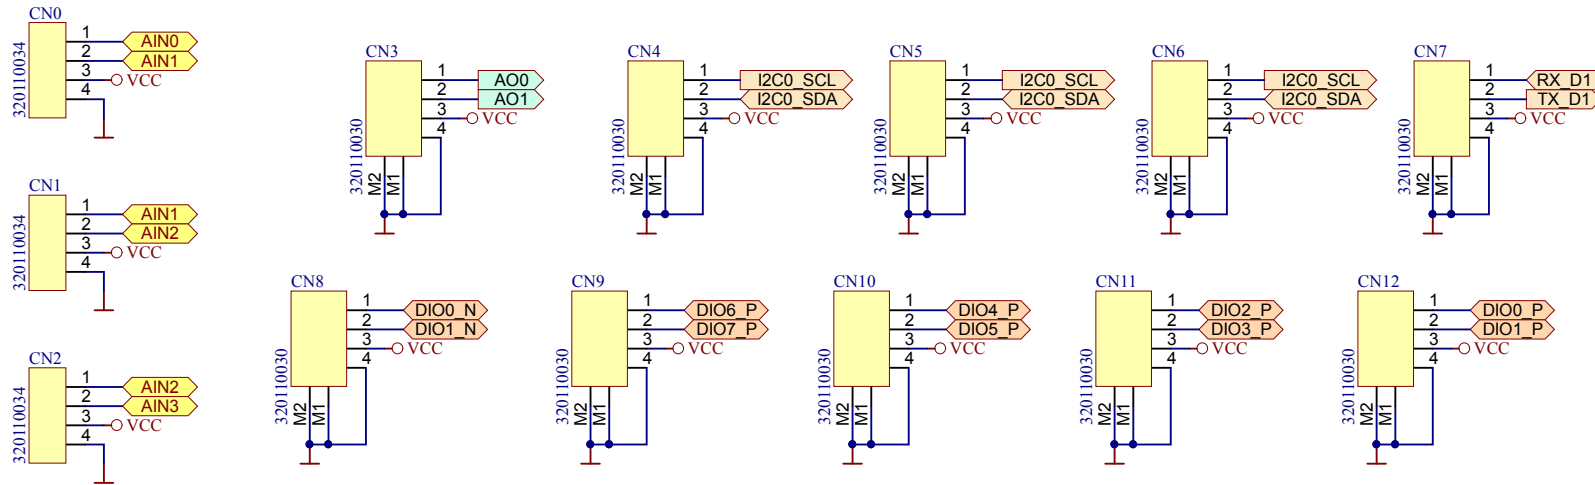 CN0
320110034
1 AIN0
2 AIN1
3 VCC
4
CN3
320110030
1 AO0
2 AO1
3 VCC
4
M2 M1
CN4
320110030
1 I2C0_SCL
2 I2C0_SDA
3 VCC
4
M2 M1
CN5
320110030
1 I2C0_SCL
2 I2C0_SDA
3 VCC
4
M2 M1
CN6
320110030
1 I2C0_SCL
2 I2C0_SDA
3 VCC
4
M2 M1
CN7
320110030
1 RX_D1
2 TX_D1
3 VCC
4
M2 M1
CN1
320110034
1 AIN1
2 AIN2
3 VCC
4
CN2
320110034
1 AIN2
2 AIN3
3 VCC
4
CN8
320110030
1 DIO0_N
2 DIO1_N
3 VCC
4
M2 M1
CN9
320110030
1 DIO6_P
2 DIO7_P
3 VCC
4
M2 M1
CN10
320110030
1 DIO4_P
2 DIO5_P
3 VCC
4
M2 M1
CN11
320110030
1 DIO2_P
2 DIO3_P
3 VCC
4
M2 M1
CN12
320110030
1 DIO0_P
2 DIO1_P
3 VCC
4
M2 M1